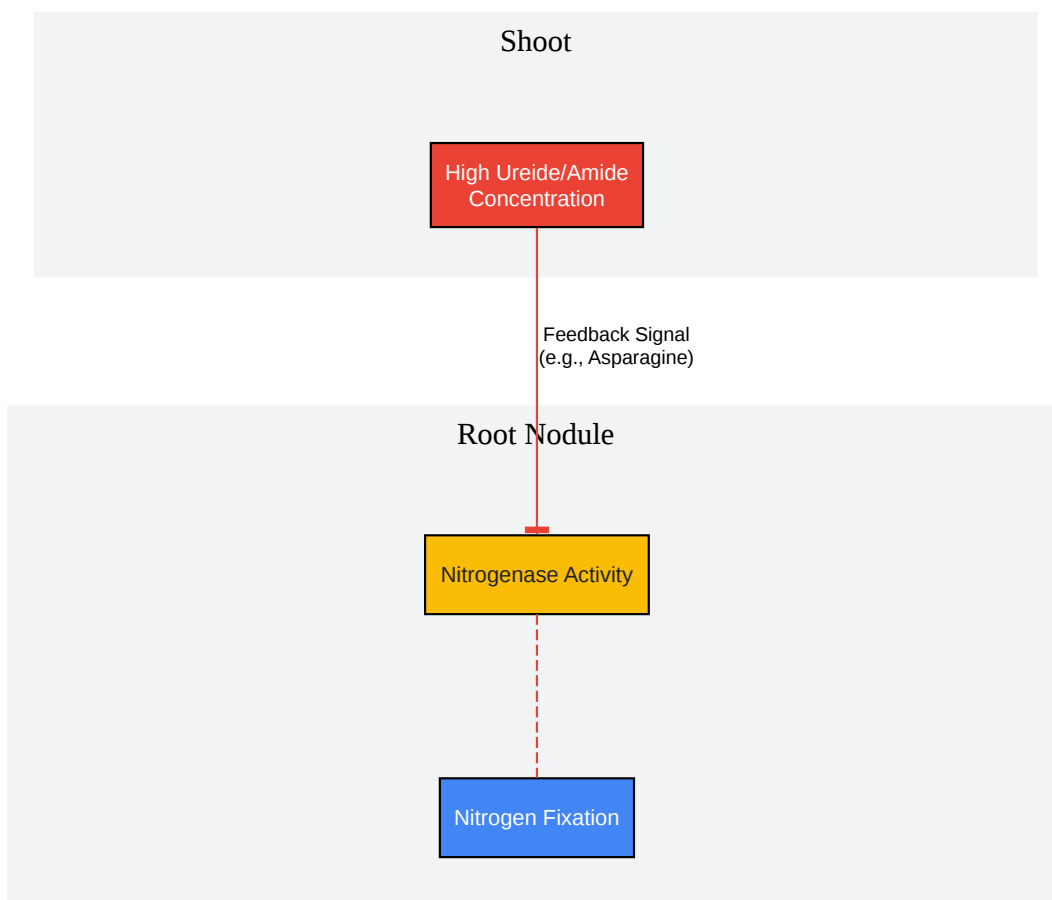 Shoot
High Ureide/Amide
Concentration
Feedback Signal
(e.g., Asparagine)
Root Nodule
Nitrogenase Activity
Nitrogen Fixation